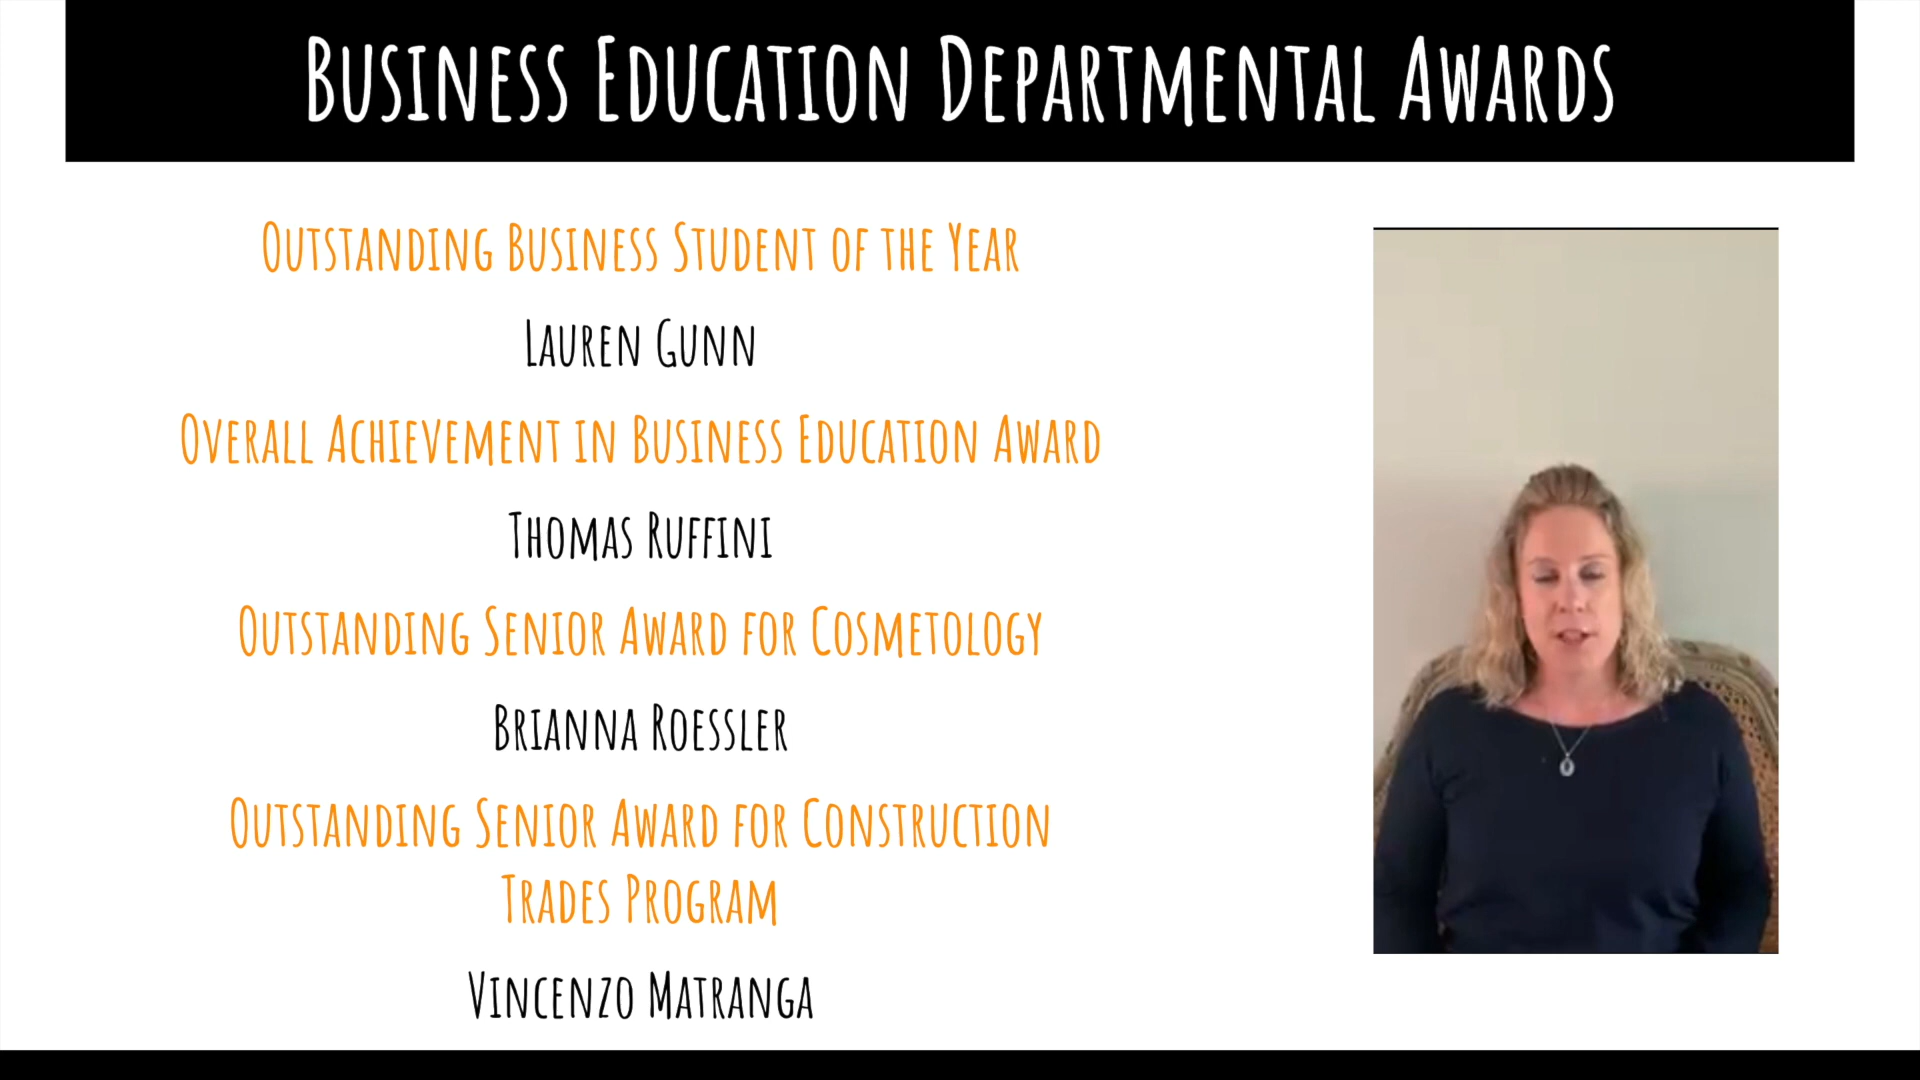 Business Education Departmental Awards
Outstanding Business Student of the Year
Lauren Gunn
Overall Achievement in Business Education Award
Thomas Ruffini
Outstanding Senior Award for Cosmetology
Brianna Roessler
Outstanding Senior Award for Construction
Trades Program
Vincenzo Matranga